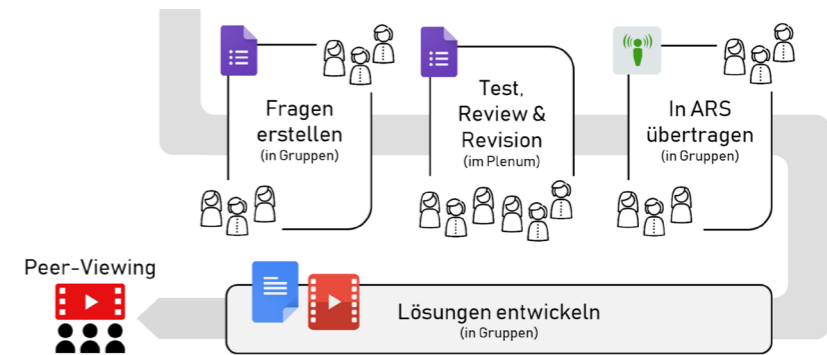 Fragen
erstellen
(in Gruppen)
Test,
Review &
Revision
(im Plenum)
In ARS
übertragen
(in Gruppen)
Peer-Viewing
Lösungen entwickeln
(in Gruppen)